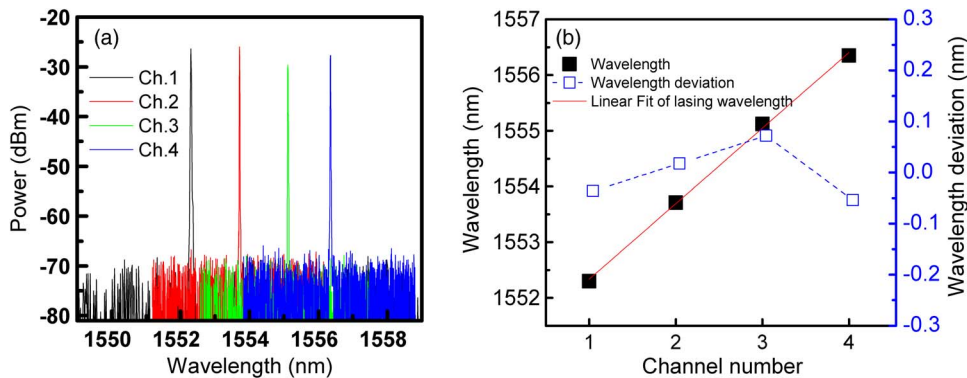 (a)
Power (dBm)
-20
-30
-40
-50
-60
-70
-80
Ch.1
Ch.2
Ch.3
Ch.4
1550
1552
1554
1556
1558
Wavelength (nm)
(b)
Wavelength (nm)
1557
1556
1555
1554
1553
1552
Wavelength
Wavelength deviation
Linear Fit of lasing wavelength
1
2
3
4
Channel number
0.3
0.2
0.1
0.0
-0.1
-0.2
-0.3
Wavelength deviation (nm)